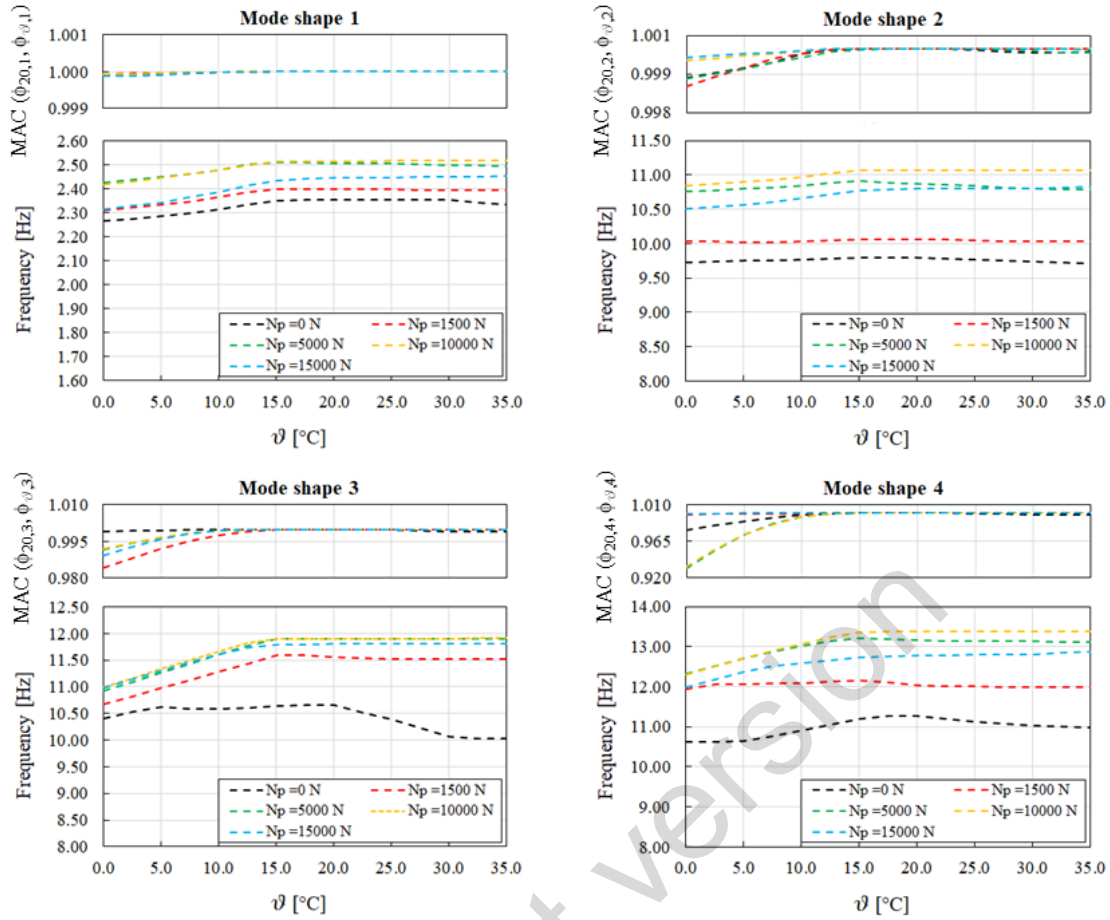 Mode shape 1
MAC (ϕ20,1, ϕϑ,1)
1.001
1.000
0.999
Frequency [Hz]
2.60
2.50
2.40
2.30
2.20
2.10
2.00
1.90
1.80
1.70
1.60
Np =0 N
Np =1500 N
Np =5000 N
Np =10000 N
Np =15000 N
0.0 5.0 10.0 15.0 20.0 25.0 30.0 35.0
ϑ [°C]
Mode shape 2
MAC (ϕ20,2, ϕϑ,2)
1.001
0.999
0.998
Frequency [Hz]
11.50
11.00
10.50
10.00
9.50
9.00
8.50
8.00
Np =0 N
Np =1500 N
Np =5000 N
Np =10000 N
Np =15000 N
0.0 5.0 10.0 15.0 20.0 25.0 30.0 35.0
ϑ [°C]
Mode shape 3
MAC (ϕ20,3, ϕϑ,3)
1.010
0.995
0.980
Frequency [Hz]
12.50
12.00
11.50
11.00
10.50
10.00
9.50
9.00
8.50
8.00
Np =0 N
Np =1500 N
Np =5000 N
Np =10000 N
Np =15000 N
0.0 5.0 10.0 15.0 20.0 25.0 30.0 35.0
ϑ [°C]
Mode shape 4
MAC (ϕ20,4, ϕϑ,4)
1.010
0.965
0.920
Frequency [Hz]
14.00
13.00
12.00
11.00
10.00
9.00
8.00
Np =0 N
Np =1500 N
Np =5000 N
Np =10000 N
Np =15000 N
0.0 5.0 10.0 15.0 20.0 25.0 30.0 35.0
ϑ [°C]
version